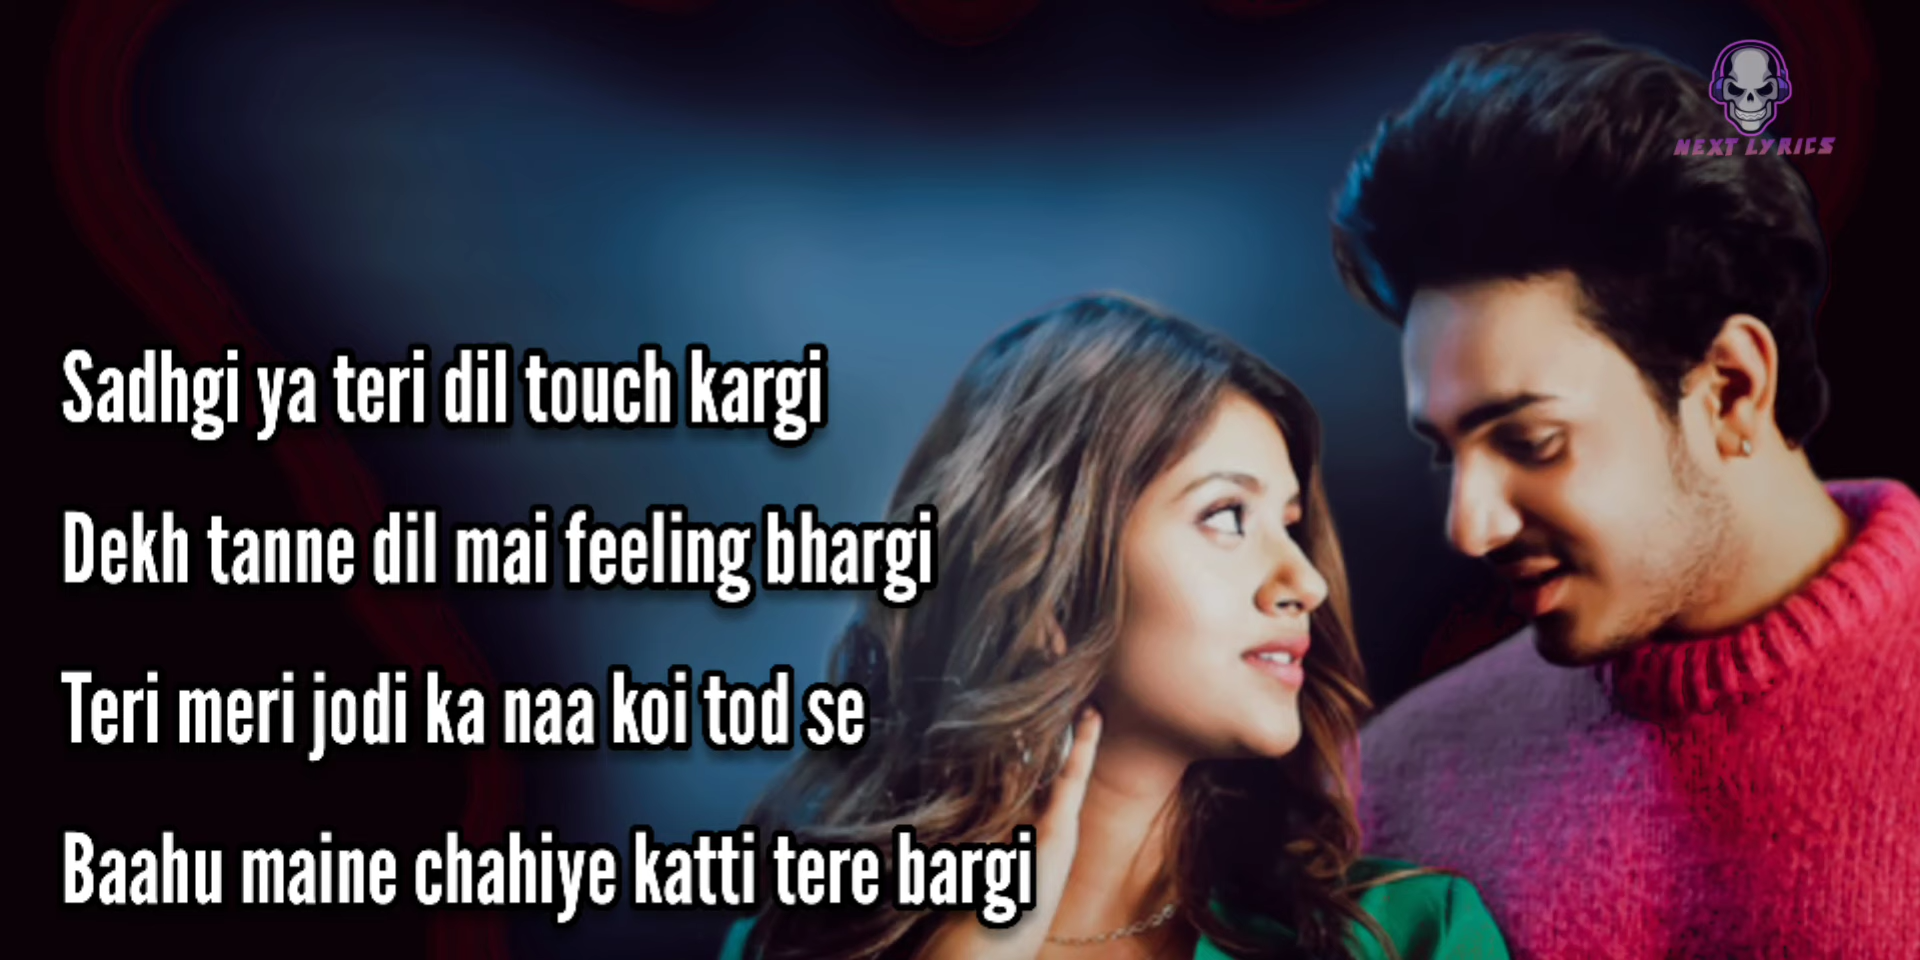 NEXT LYRICS
Sadhgi ya teri dil touch kargi
Dekh tanne dil mai feeling bhargi
Teri meri jodi ka naa koi tod se
Baahu maine chahiye katti tere bargi